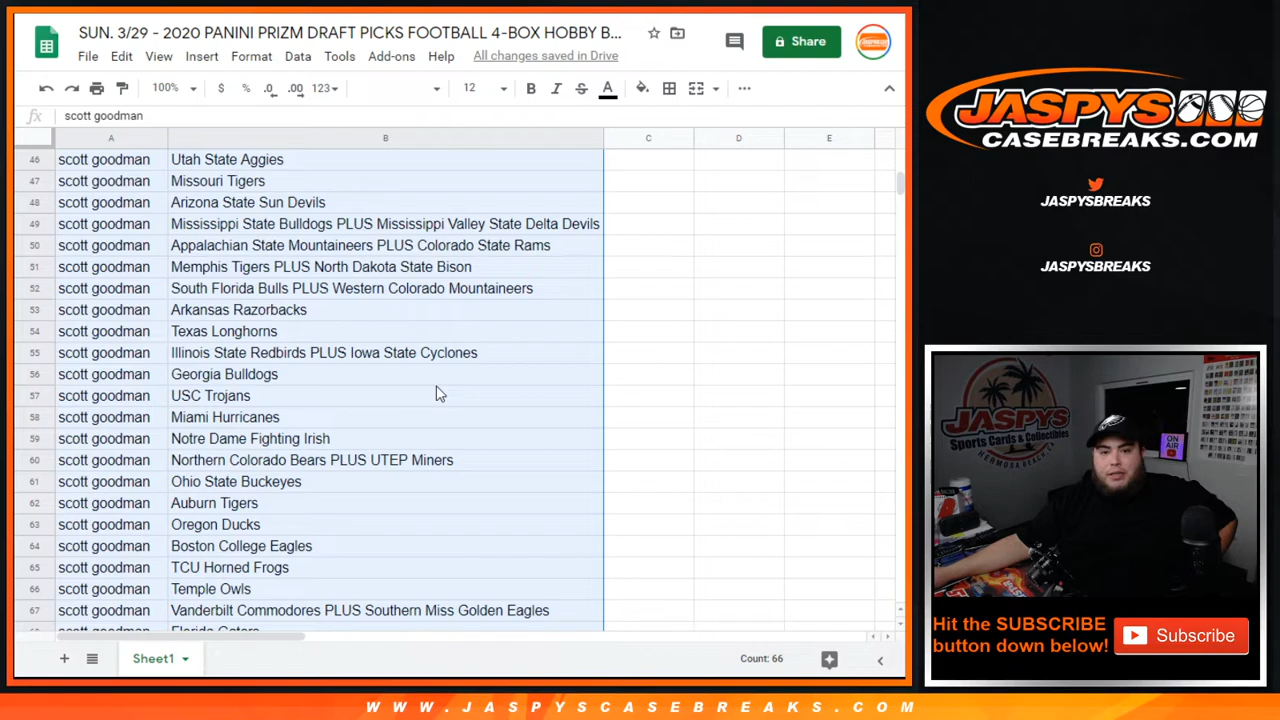 SUN. 3/29 - 2020 PANINI PRIZM DRAFT PICKS FOOTBALL 4-BOX HOBBY B...
File Edit View Insert Format Data Tools Add-ons Help All changes saved in Drive
Share
100% $ % .0 .00 123 12 B I S A
fx scott goodman
A B C D E
46 scott goodman Utah State Aggies
47 scott goodman Missouri Tigers
48 scott goodman Arizona State Sun Devils
49 scott goodman Mississippi State Bulldogs PLUS Mississippi Valley State Delta Devils
50 scott goodman Appalachian State Mountaineers PLUS Colorado State Rams
51 scott goodman Memphis Tigers PLUS North Dakota State Bison
52 scott goodman South Florida Bulls PLUS Western Colorado Mountaineers
53 scott goodman Arkansas Razorbacks
54 scott goodman Texas Longhorns
55 scott goodman Illinois State Redbirds PLUS Iowa State Cyclones
56 scott goodman Georgia Bulldogs
57 scott goodman USC Trojans
58 scott goodman Miami Hurricanes
59 scott goodman Notre Dame Fighting Irish
60 scott goodman Northern Colorado Bears PLUS UTEP Miners
61 scott goodman Ohio State Buckeyes
62 scott goodman Auburn Tigers
63 scott goodman Oregon Ducks
64 scott goodman Boston College Eagles
65 scott goodman TCU Horned Frogs
66 scott goodman Temple Owls
67 scott goodman Vanderbilt Commodores PLUS Southern Miss Golden Eagles
scott goodman Florida Gators
Sheet1
Count: 66
JASPYS
CASEBREAKS.COM
JASPYSBREAKS
JASPYSBREAKS
JASPYS
Sports Cards & Collectibles
HERMOSA BEACH, CA
ON
AIR
Hit the SUBSCRIBE
button down below!
Subscribe
WWW.JASPYSCASEBREAKS.COM